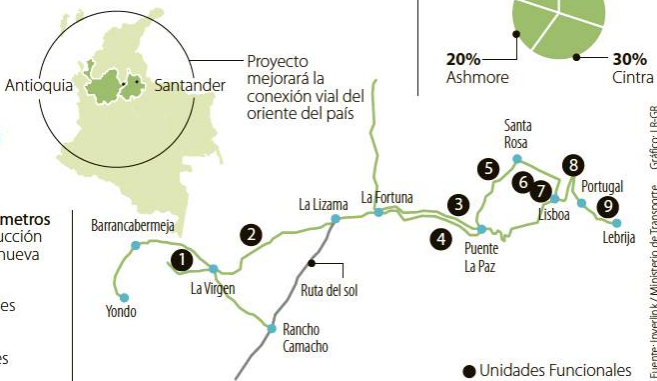 Antioquia
Santander
Proyecto
mejorará la
conexión vial del
oriente del país
20%
Ashmore
30%
Cintra
ómetros
ucción
nueva
es
es
Barrancabermeja
1
2
La Virgen
Yondo
La Lizama
La Fortuna
Ruta del sol
Rancho
Camacho
3
4
Puente
La Paz
5
Santa
Rosa
6
7
Lisboa
8
Portugal
9
Lebrija
Unidades Funcionales
Fuente: Inverlink / Ministerio de Transporte Gráfico: LR-GR